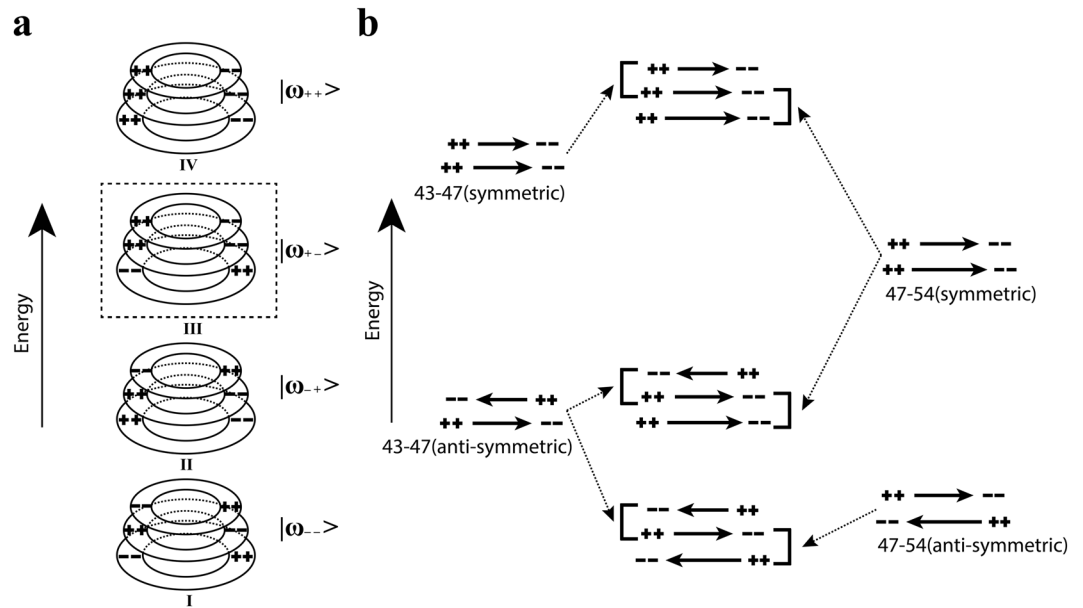 a
++ --
++ --
++ --
IV
|ω++>
++ --
++ --
-- ++
III
|ω+->
-- ++
++ --
++ --
II
|ω-+>
-- ++
++ --
-- ++
I
|ω-->
Energy
b
Energy
++ --
++ --
43-47(symmetric)
-- ++
++ --
43-47(anti-symmetric)
++ --
++ --
++ --
-- ++
++ --
++ --
-- ++
++ --
-- ++
++ --
++ --
47-54(symmetric)
++ --
-- ++
47-54(anti-symmetric)